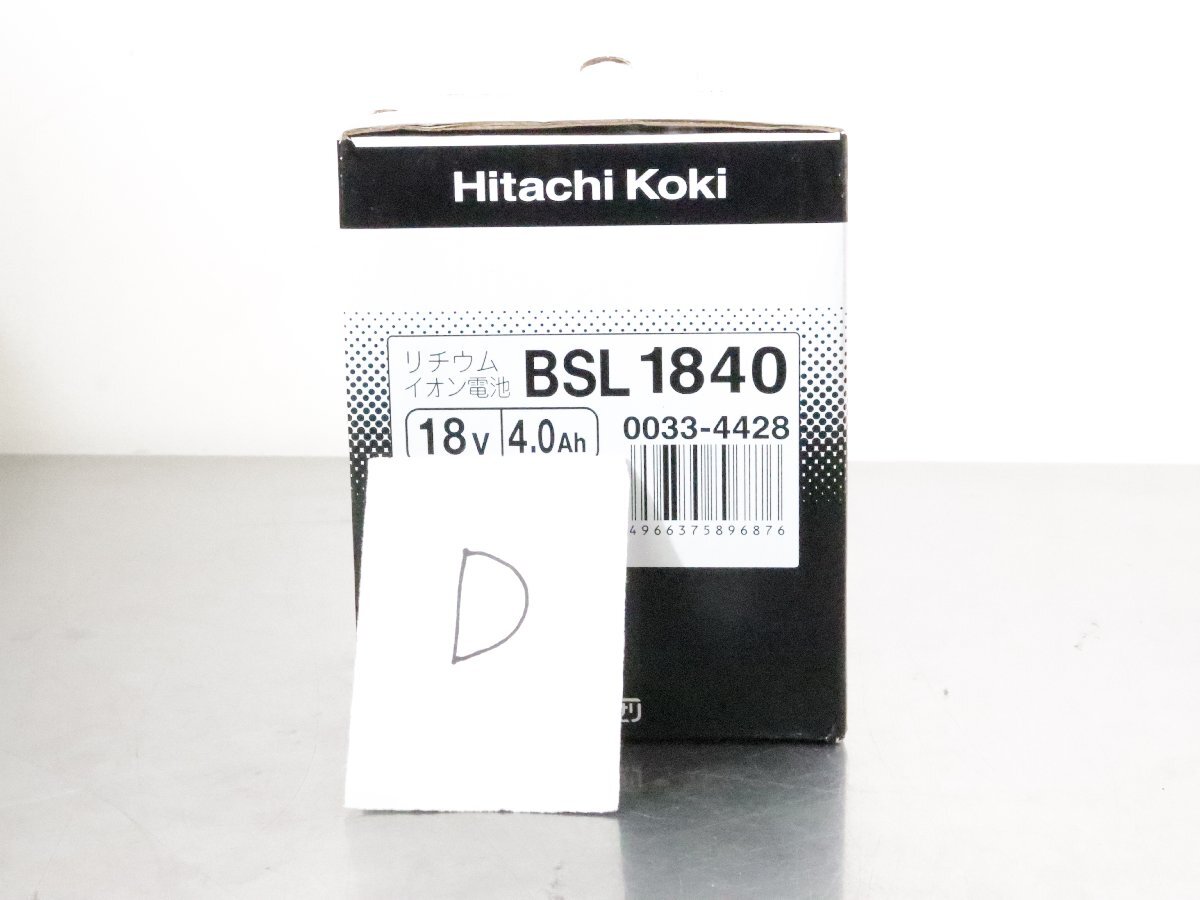 Hitachi Koki
リチウム
イオン電池 BSL 1840
18V 4.0Ah 0033-4428
4966375896876
D